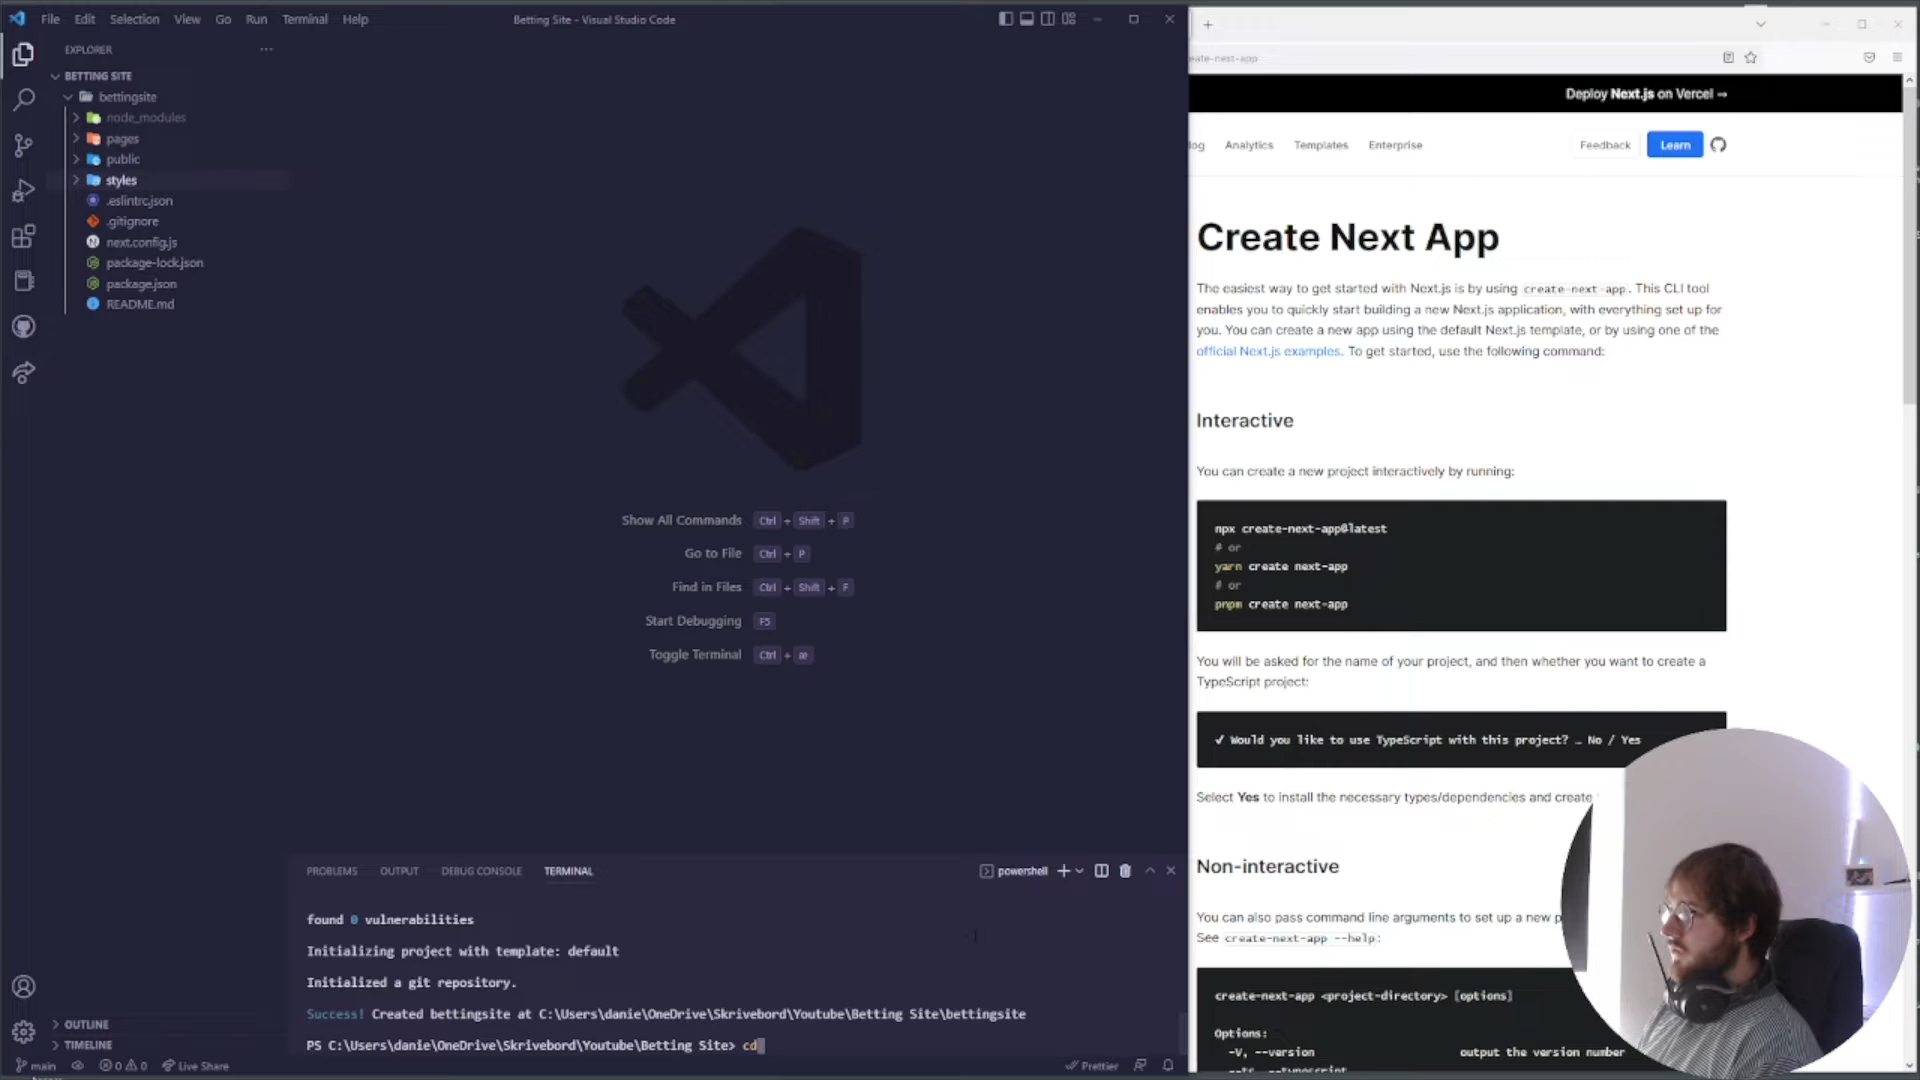 File Edit Selection View Go Run Terminal Help
Betting Site - Visual Studio Code
EXPLORER
BETTING SITE
bettingsite
node_modules
pages
public
styles
.eslintrc.json
.gitignore
next.config.js
package-lock.json
package.json
README.md
OUTLINE
TIMELINE
Show All Commands Ctrl + Shift + P
Go to File Ctrl + P
Find in Files Ctrl + Shift + F
Start Debugging F5
Toggle Terminal Ctrl + æ
PROBLEMS OUTPUT DEBUG CONSOLE TERMINAL
powershell
found 0 vulnerabilities
Initializing project with template: default
Initialized a git repository.
Success! Created bettingsite at C:\Users\danie\OneDrive\Skrivebord\Youtube\Betting Site\bettingsite
PS C:\Users\danie\OneDrive\Skrivebord\Youtube\Betting Site> cd
main 0 0 Live Share
Prettier
eate-next-app
Deploy Next.js on Vercel →
log Analytics Templates Enterprise
Feedback Learn
Create Next App
The easiest way to get started with Next.js is by using create-next-app. This CLI tool
enables you to quickly start building a new Next.js application, with everything set up for
you. You can create a new app using the default Next.js template, or by using one of the
official Next.js examples. To get started, use the following command:
Interactive
You can create a new project interactively by running:
npx create-next-app@latest
# or
yarn create next-app
# or
pnpm create next-app
You will be asked for the name of your project, and then whether you want to create a
TypeScript project:
✓ Would you like to use TypeScript with this project? … No / Yes
Select Yes to install the necessary types/dependencies and create
Non-interactive
You can also pass command line arguments to set up a new p
See create-next-app --help:
create-next-app <project-directory> [options]
Options:
-V, --version output the version number
--ts, --typescript